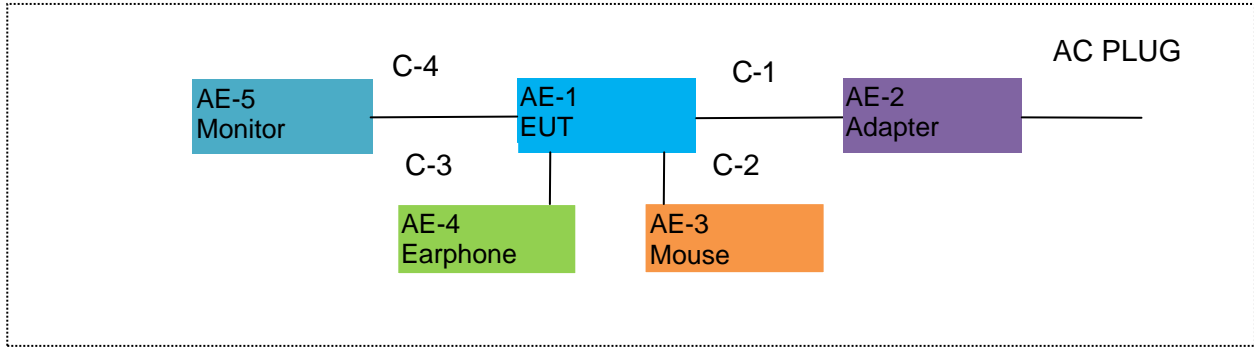 AC PLUG
C-4
C-1
AE-5
Monitor
AE-1
EUT
AE-2
Adapter
C-3
C-2
AE-4
Earphone
AE-3
Mouse